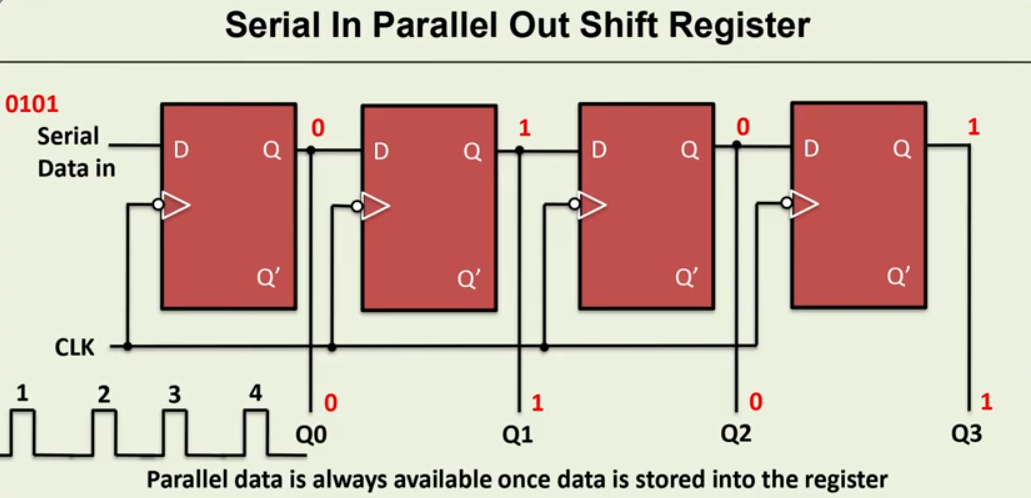 Serial In Parallel Out Shift Register
0101
Serial
Data in
D Q 0
D Q 1
D Q 0
D Q 1
Q’
Q’
Q’
Q’
CLK
1 2 3 4
0 1 0 1
Q0 Q1 Q2 Q3
Parallel data is always available once data is stored into the register